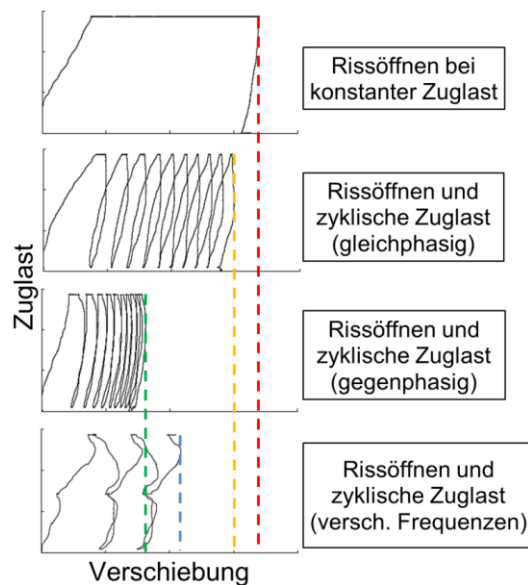 Rissöffnen bei
konstanter Zuglast
Rissöffnen und
zyklische Zuglast
(gleichphasig)
Zuglast
Rissöffnen und
zyklische Zuglast
(gegenphasig)
Rissöffnen und
zyklische Zuglast
(versch. Frequenzen)
Verschiebung